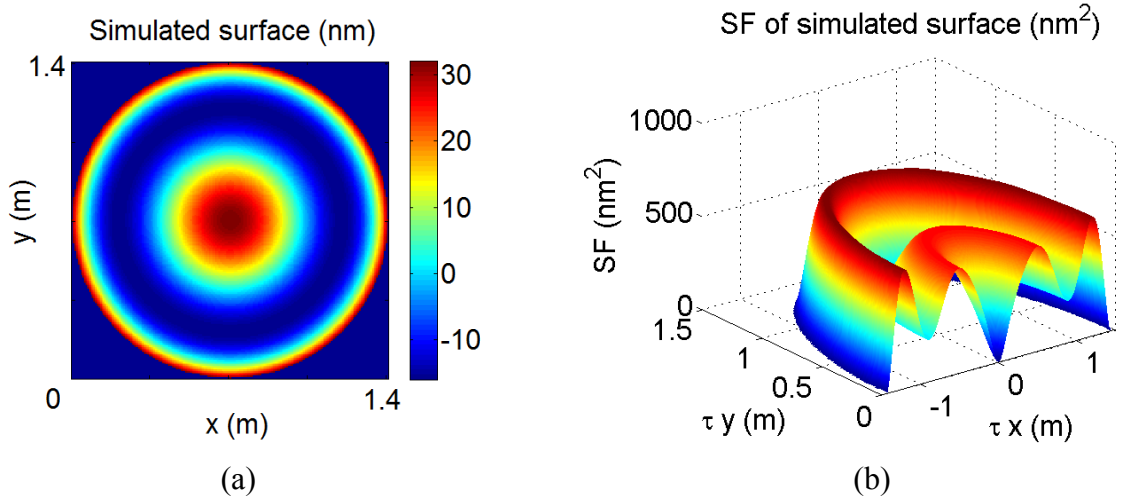 Simulated surface (nm)
1.4
y (m)
0
1.4
x (m)
30
20
10
0
-10
(a)
SF of simulated surface (nm²)
1000
500
0
SF (nm²)
1.5
1
0.5
0
τ y (m)
-1
0
1
τ x (m)
(b)